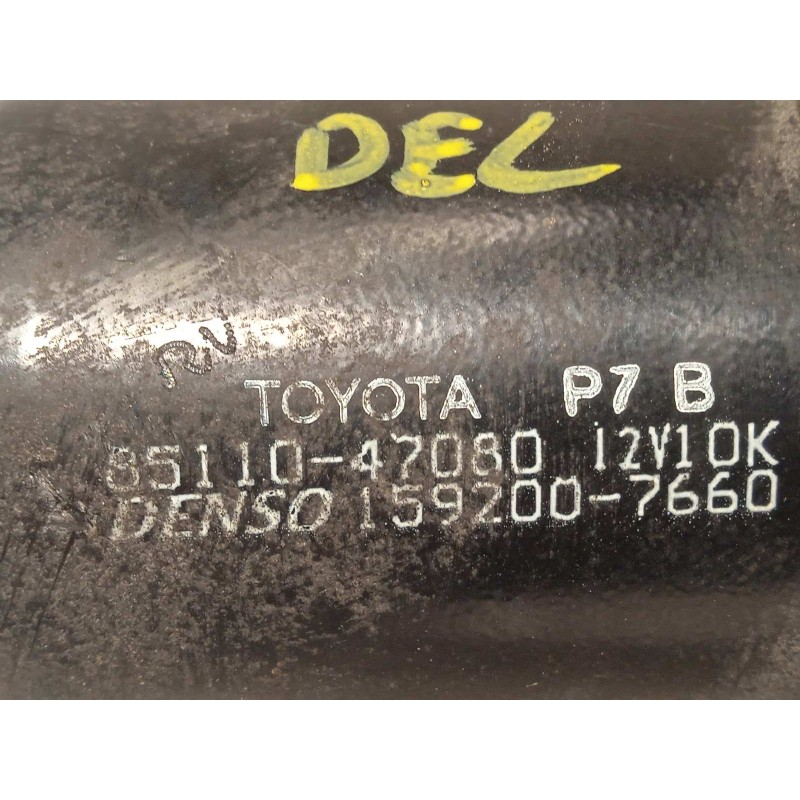 DEL
TOYOTA P7 B
85110-47080 12V10K
DENSO 159200-7660